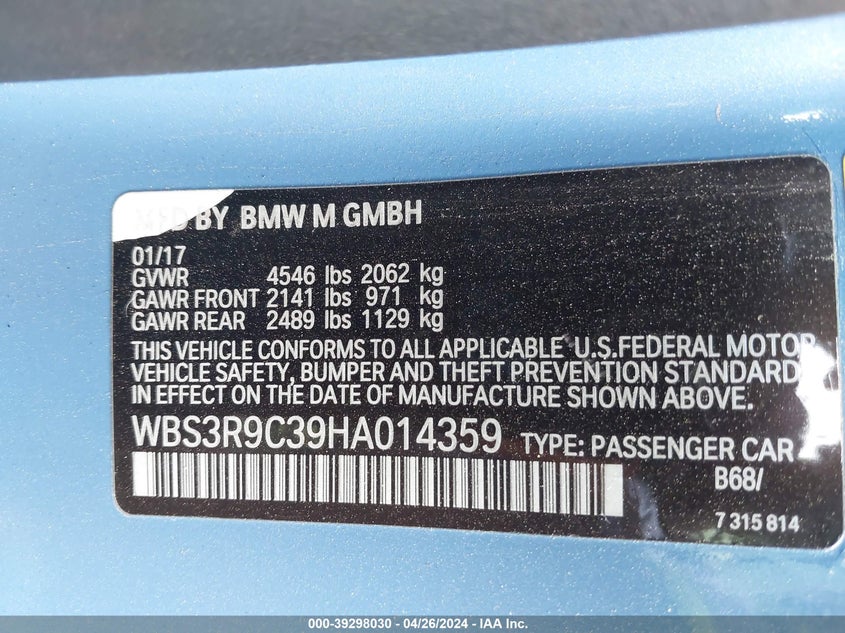 MFD BY BMW M GMBH
01/17
GVWR 4546 lbs 2062 kg
GAWR FRONT 2141 lbs 971 kg
GAWR REAR 2489 lbs 1129 kg
THIS VEHICLE CONFORMS TO ALL APPLICABLE U.S.FEDERAL MOTOR
VEHICLE SAFETY, BUMPER AND THEFT PREVENTION STANDARDS
IN EFFECT ON THE DATE OF MANUFACTURE SHOWN ABOVE.
WBS3R9C39HA014359 TYPE: PASSENGER CAR
B68/
7 315 814
000-39298030 - 04/26/2024 - IAA, Inc.